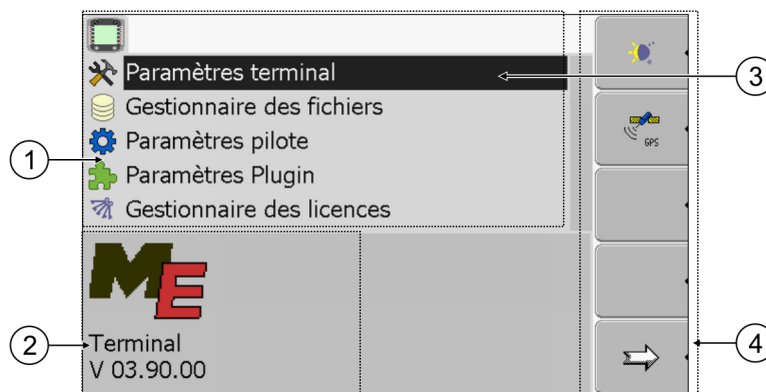 Paramètres terminal
Gestionnaire des fichiers
Paramètres pilote
Paramètres Plugin
Gestionnaire des licences
ME
Terminal
V 03.90.00
GPS
1
2
3
4